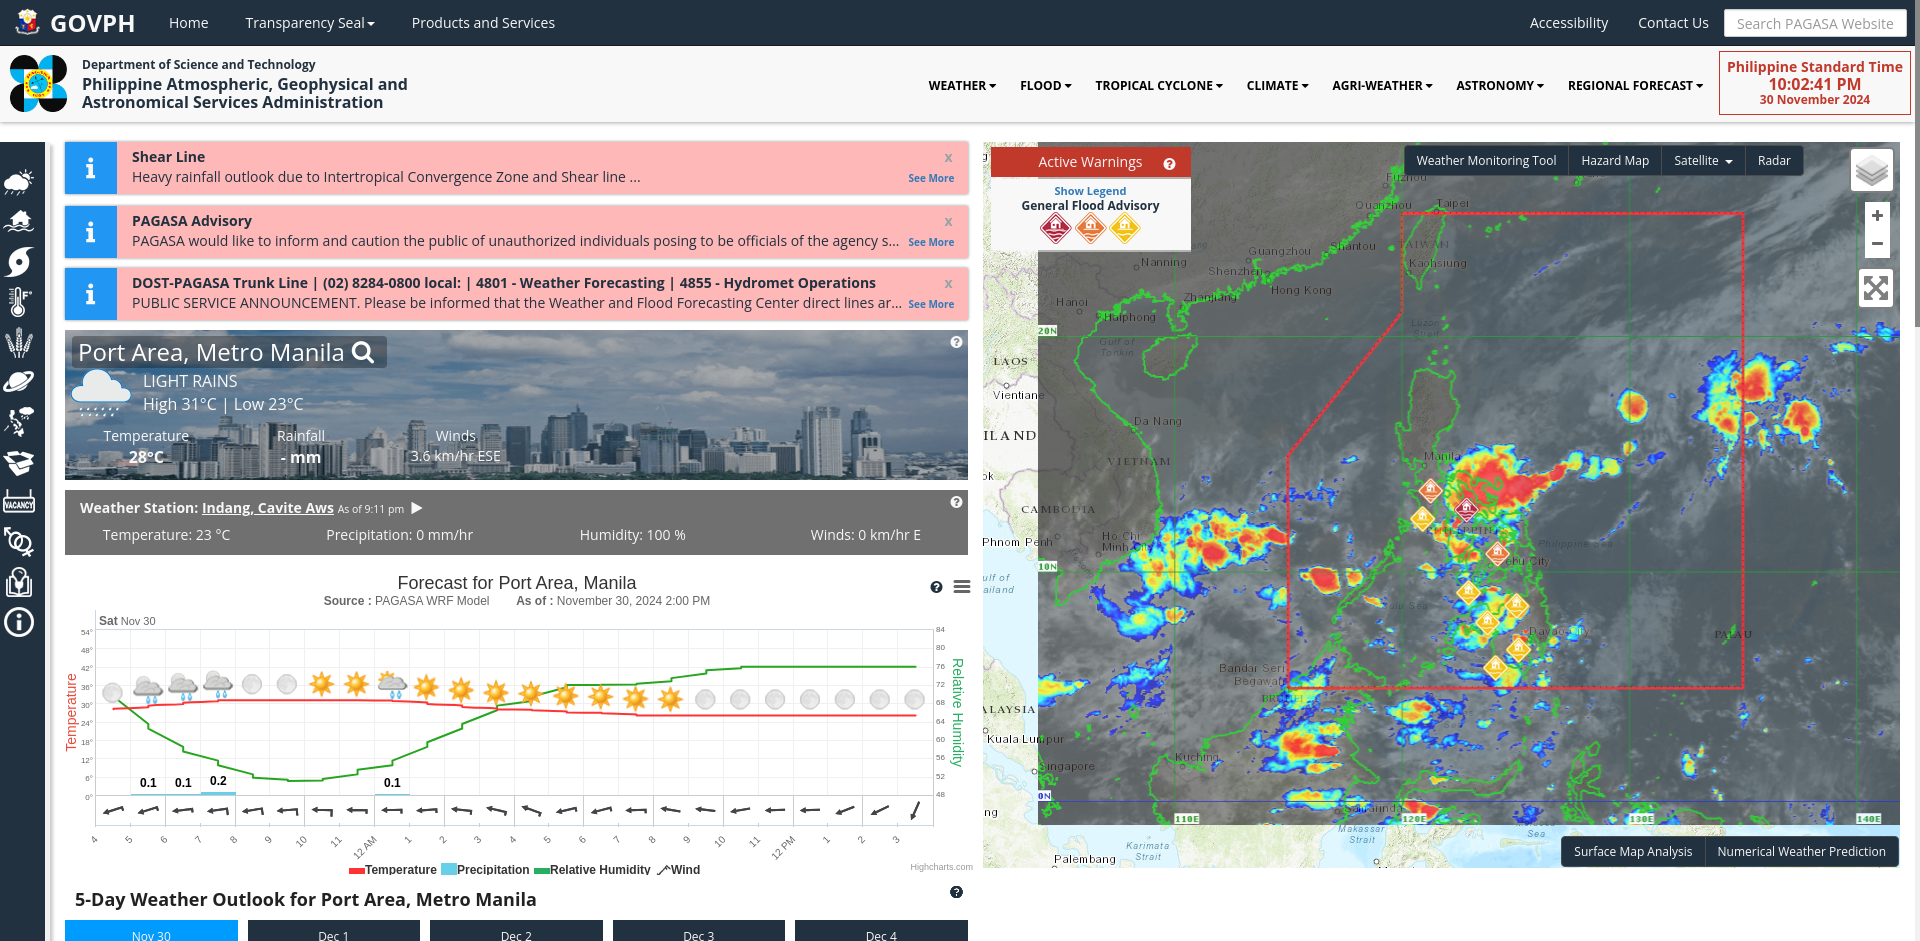 GOVPH
Home
Transparency Seal
Products and Services
Accessibility
Contact Us
Search PAGASA Website
Department of Science and Technology
Philippine Atmospheric, Geophysical and
Astronomical Services Administration
WEATHER
FLOOD
TROPICAL CYCLONE
CLIMATE
AGRI-WEATHER
ASTRONOMY
REGIONAL FORECAST
Philippine Standard Time
10:02:41 PM
30 November 2024
Shear Line
x
Heavy rainfall outlook due to Intertropical Convergence Zone and Shear line ...
See More
PAGASA Advisory
x
PAGASA would like to inform and caution the public of unauthorized individuals posing to be officials of the agency s...
See More
DOST-PAGASA Trunk Line | (02) 8284-0800 local: | 4801 - Weather Forecasting | 4855 - Hydromet Operations
x
PUBLIC SERVICE ANNOUNCEMENT. Please be informed that the Weather and Flood Forecasting Center direct lines ar...
See More
VACANCY
Port Area, Metro Manila
LIGHT RAINS
High 31°C | Low 23°C
Temperature
28°C
Rainfall
- mm
Winds
3.6 km/hr ESE
Weather Station: Indang, Cavite Aws As of 9:11 pm
Temperature: 23 °C
Precipitation: 0 mm/hr
Humidity: 100 %
Winds: 0 km/hr E
Forecast for Port Area, Manila
Source : PAGASA WRF Model As of : November 30, 2024 2:00 PM
Sat Nov 30
Temperature
54°
48°
42°
36°
30°
24°
18°
12°
6°
0°
84
80
76
72
68
64
60
56
52
48
Relative Humidity
0.1
0.1
0.2
0.1
4
5
6
7
8
9
10
11
12 AM
1
2
3
4
5
6
7
8
9
10
11
12 PM
1
2
3
Temperature
Precipitation
Relative Humidity
Wind
Highcharts.com
5-Day Weather Outlook for Port Area, Metro Manila
Nov 30
Dec 1
Dec 2
Dec 3
Dec 4
Active Warnings
Show Legend
General Flood Advisory
Weather Monitoring Tool
Hazard Map
Satellite
Radar
+
−
Fuzhou
Quanzhou
Taipei
Guangzhou
Shantou
TAIWAN
Nanning
Shenzhen
Kaohsiung
Hong Kong
Hanoi
Zhanjiang
Haiphong
20N
Luzon
Strait
Gulf of
Tonkin
LAOS
Vientiane
Da Nang
ILAND
VIETNAM
Manila
ok
CAMBODIA
Phnom Penh
Ho Chi
Minh City
Philippine Sea
ebu City
10N
ulf of
ailand
Davao City
PALAU
Bandar Seri
Begawan
BRUNEI
ALAYSIA
Kuala Lumpur
Kuching
Singapore
0N
ng
Samarinda
110E
120E
130E
140E
Makassar
Strait
Sea
Karimata
Strait
Palembang
Surface Map Analysis
Numerical Weather Prediction